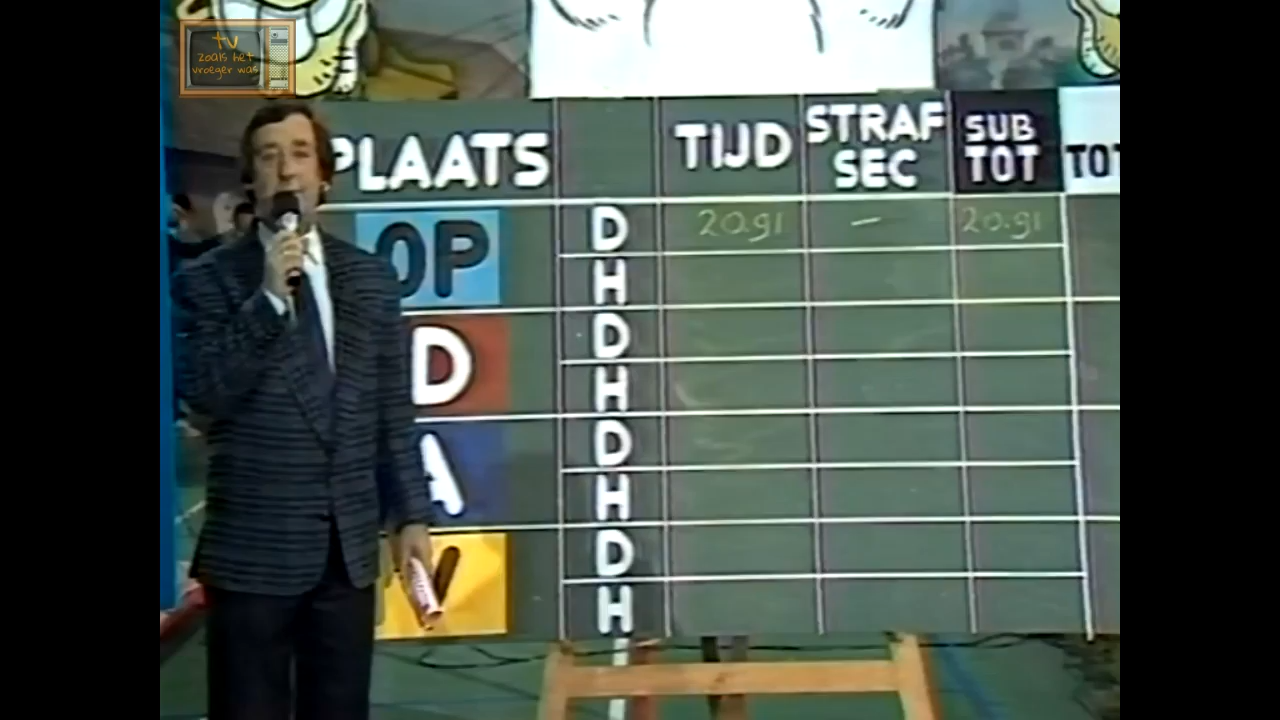 tv
zoals het
vroeger was
PLAATS
TIJD
STRAF
SEC
SUB
TOT
TOT
OP
D
20.91
—
20.91
H
D
D
H
A
D
H
V
D
H